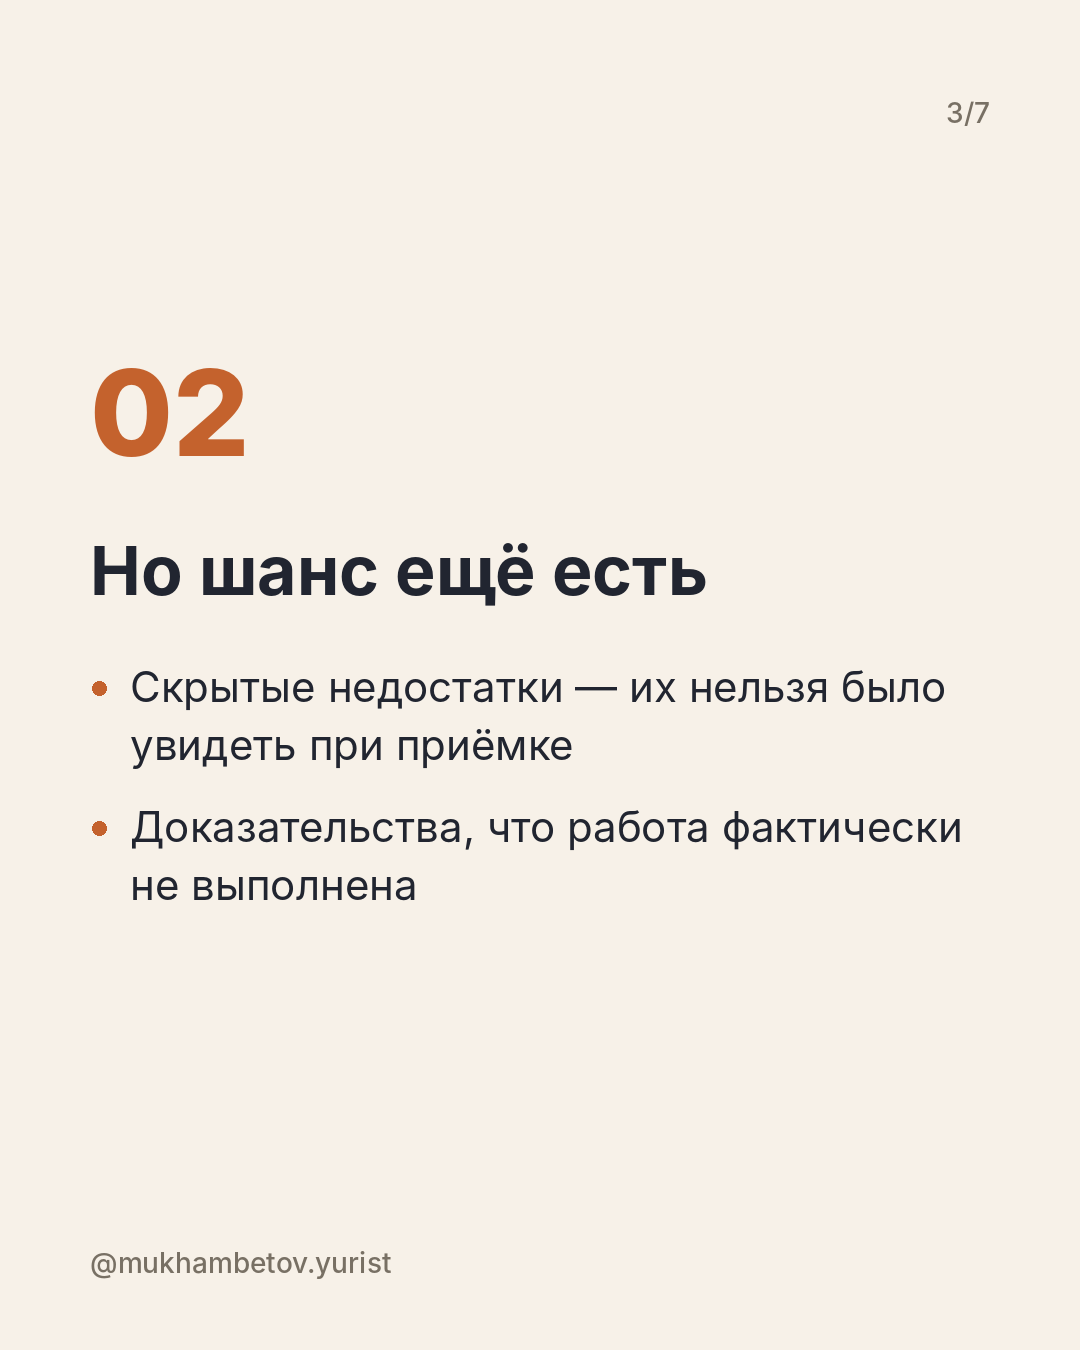 3/7
02
Но шанс ещё есть
• Скрытые недостатки — их нельзя было
увидеть при приёмке
• Доказательства, что работа фактически
не выполнена
@mukhambetov.yurist